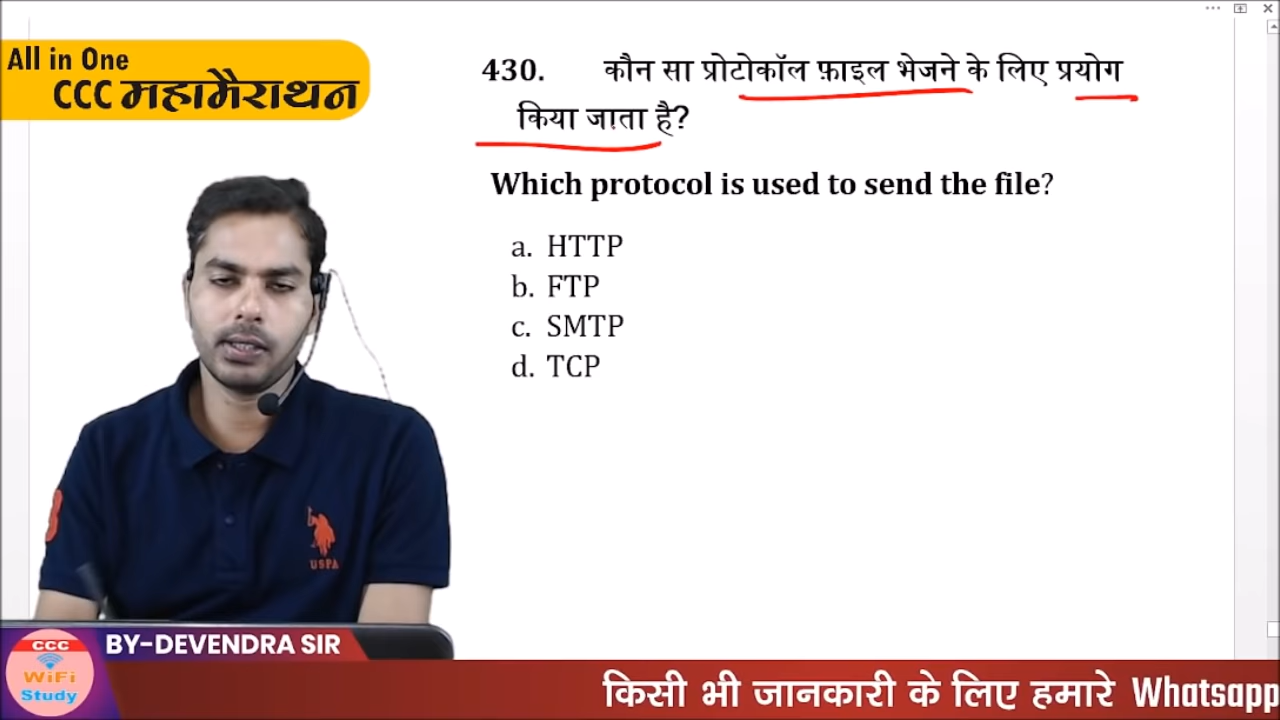 All in One
CCC महामैराथन
430. कौन सा प्रोटोकॉल फ़ाइल भेजने के लिए प्रयोग
किया जाता है?
Which protocol is used to send the file?
a. HTTP
b. FTP
c. SMTP
d. TCP
USPA
BY-DEVENDRA SIR
CCC
WiFi
Study
किसी भी जानकारी के लिए हमारे Whatsapp